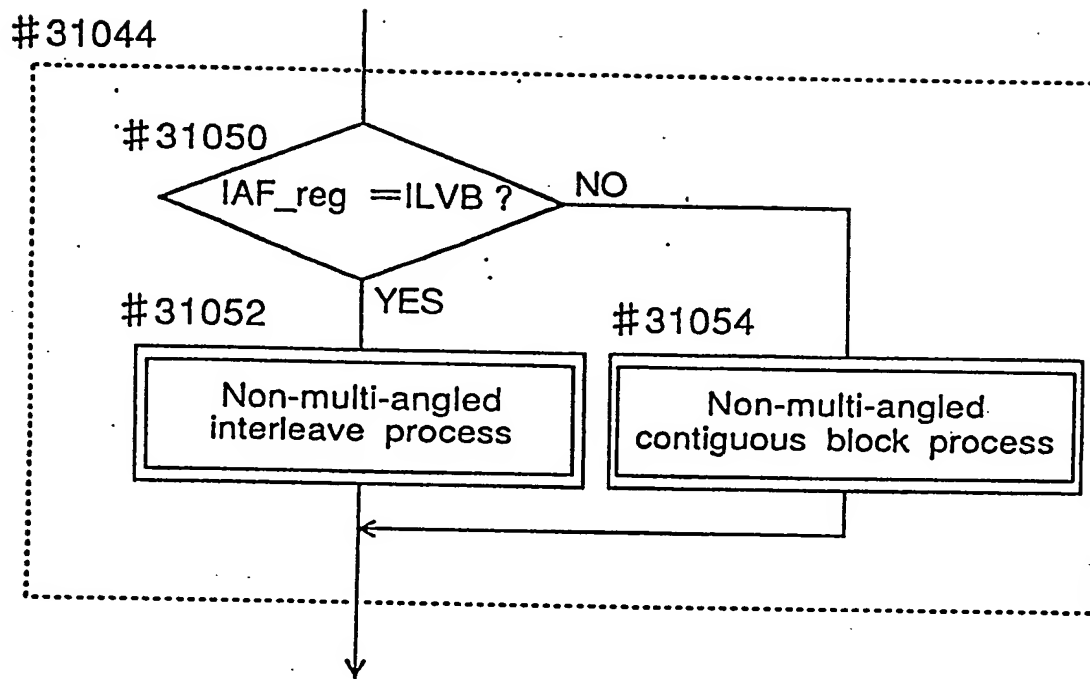 #31044
#31050
IAF_reg =ILVB ?
NO
YES
#31052
#31054
Non-multi-angled
interleave process
Non-multi-angled
contiguous block process